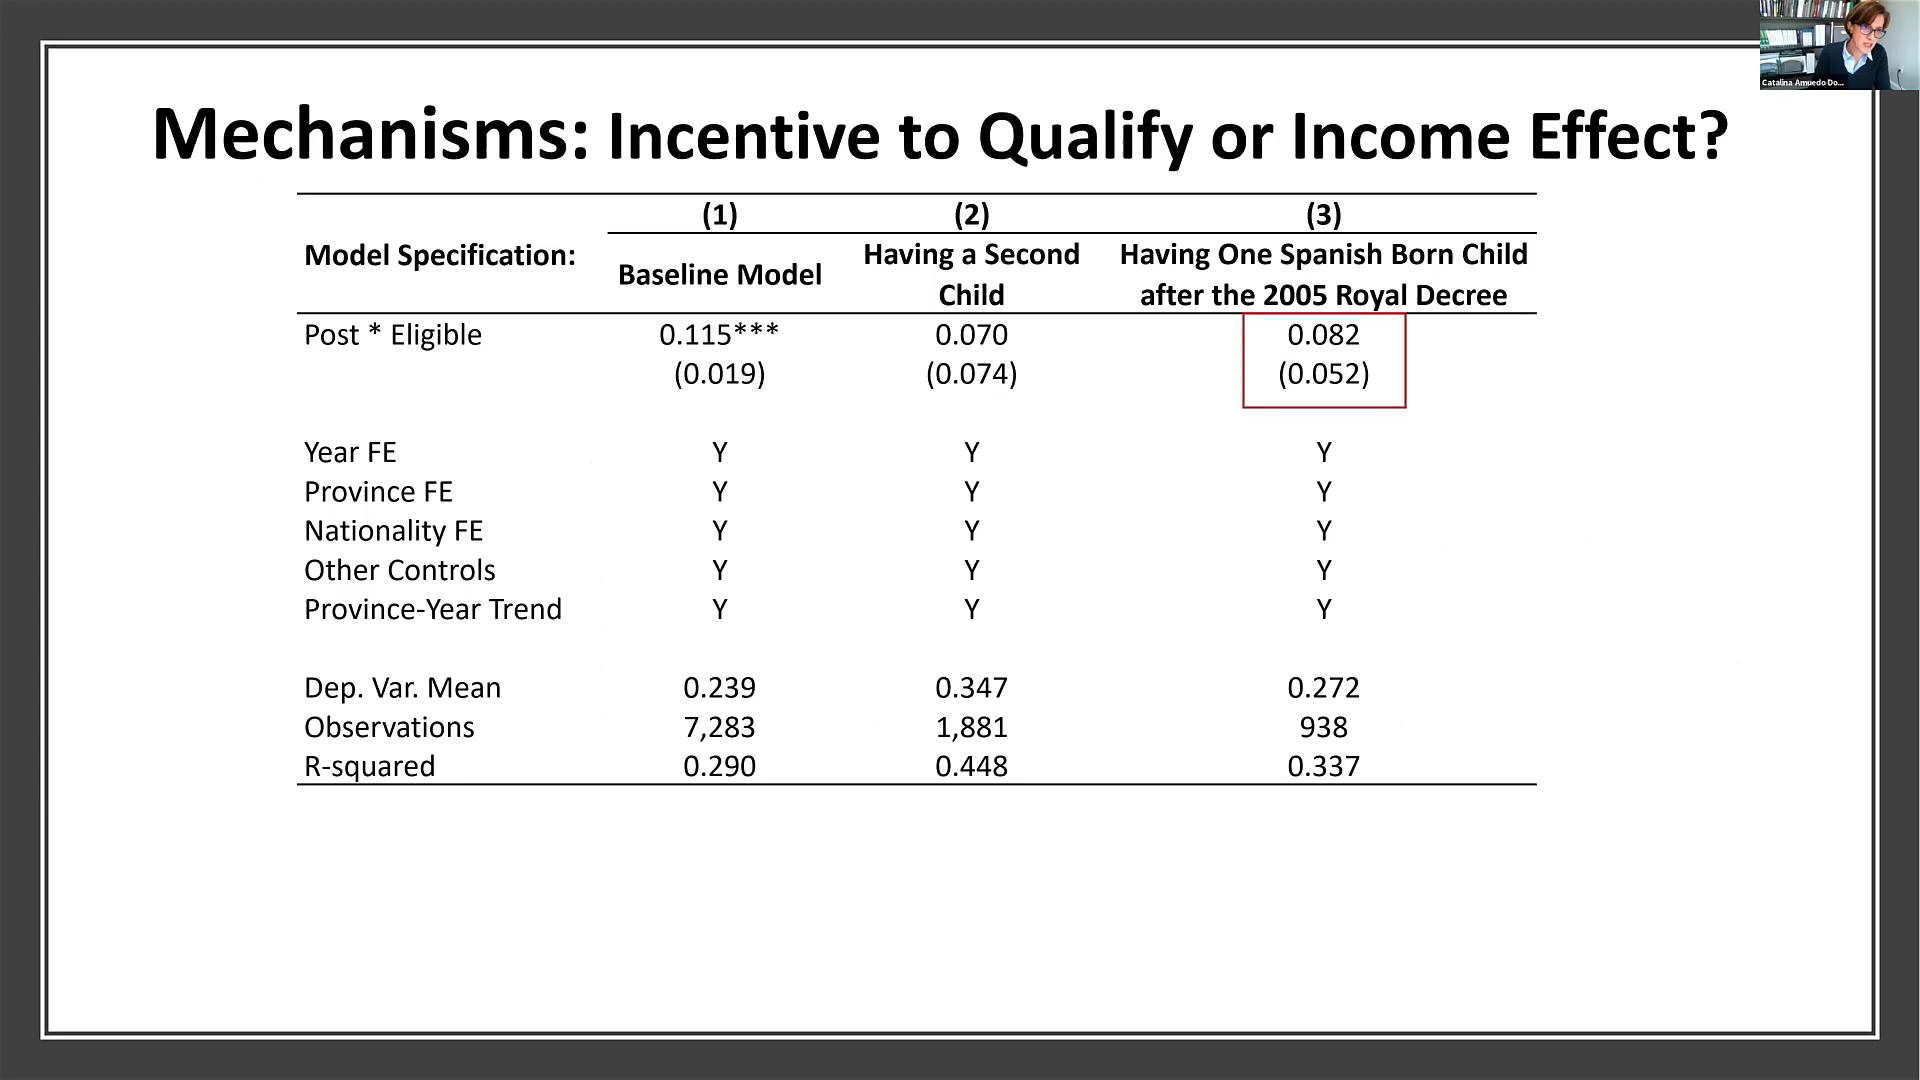 Catalina Amuedo Do...
Mechanisms: Incentive to Qualify or Income Effect?
(1) (2) (3)
Model Specification: Baseline Model Having a Second Child Having One Spanish Born Child after the 2005 Royal Decree
Post * Eligible 0.115*** 0.070 0.082
(0.019) (0.074) (0.052)
Year FE Y Y Y
Province FE Y Y Y
Nationality FE Y Y Y
Other Controls Y Y Y
Province-Year Trend Y Y Y
Dep. Var. Mean 0.239 0.347 0.272
Observations 7,283 1,881 938
R-squared 0.290 0.448 0.337